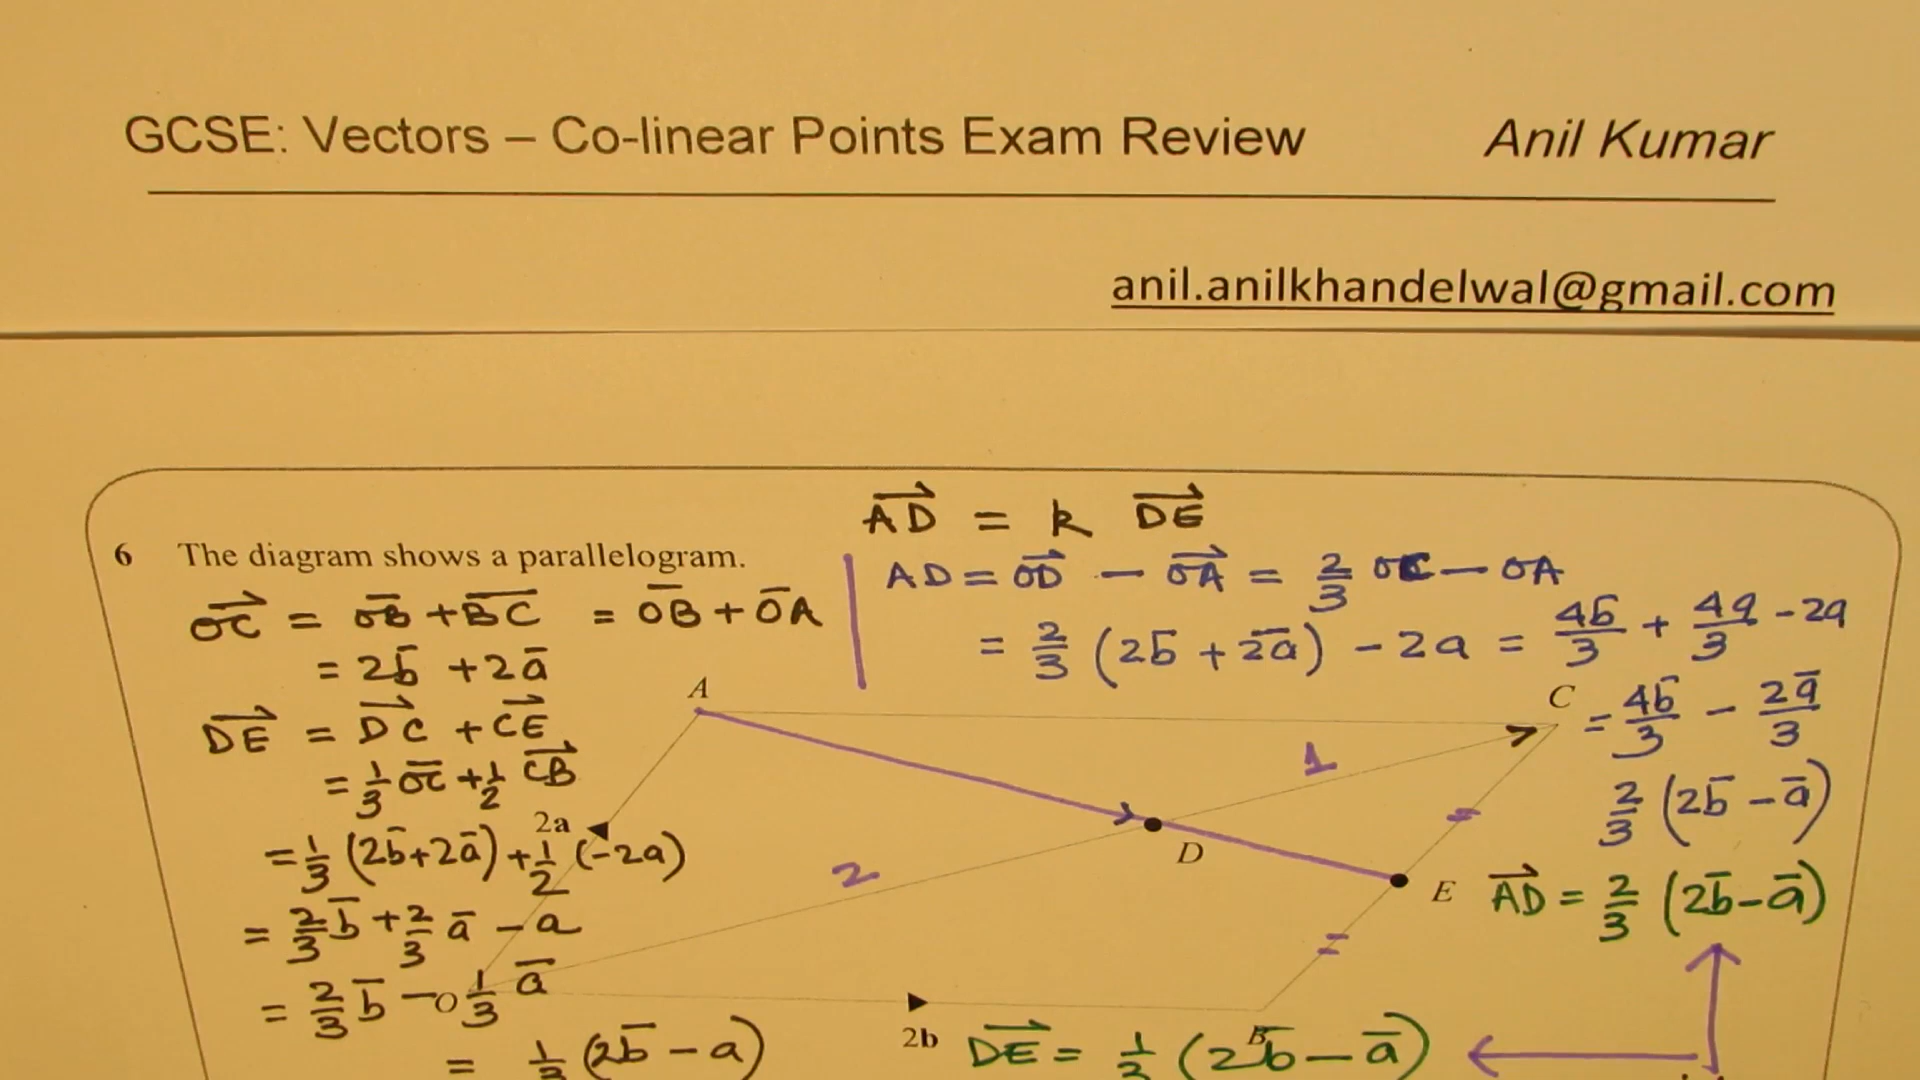 GCSE: Vectors – Co-linear Points Exam Review Anil Kumar
anil.anilkhandelwal@gmail.com
6 The diagram shows a parallelogram.
AD = k DE
AD = OD - OA = 2/3 OC - OA
= 2/3 (2b + 2a) - 2a = 4b/3 + 4a/3 - 2a
= 4b/3 - 2a/3
2/3 (2b - a)
AD = 2/3 (2b - a)
OC = OB + BC = OB + OA
= 2b + 2a
DE = DC + CE
= 1/3 OC + 1/2 CB
= 1/3 (2b + 2a) + 1/2 (-2a)
= 2/3 b + 2/3 a - a
= 2/3 b - 1/3 a
= 1/3 (2b - a)
A
C
1
2a
D
2
E
O
2b
B
DE = 1/3 (2b - a)